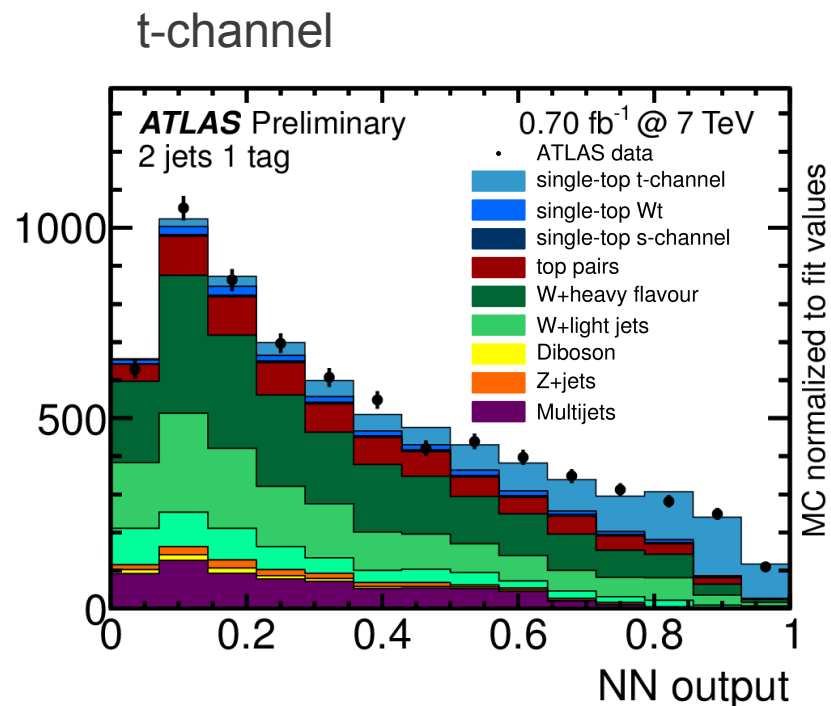 t-channel
ATLAS Preliminary
0.70 fb⁻¹ @ 7 TeV
2 jets 1 tag
ATLAS data
single-top t-channel
single-top Wt
single-top s-channel
top pairs
W+heavy flavour
W+light jets
Diboson
Z+jets
Multijets
1000
500
0
0
0.2
0.4
0.6
0.8
1
NN output
MC normalized to fit values